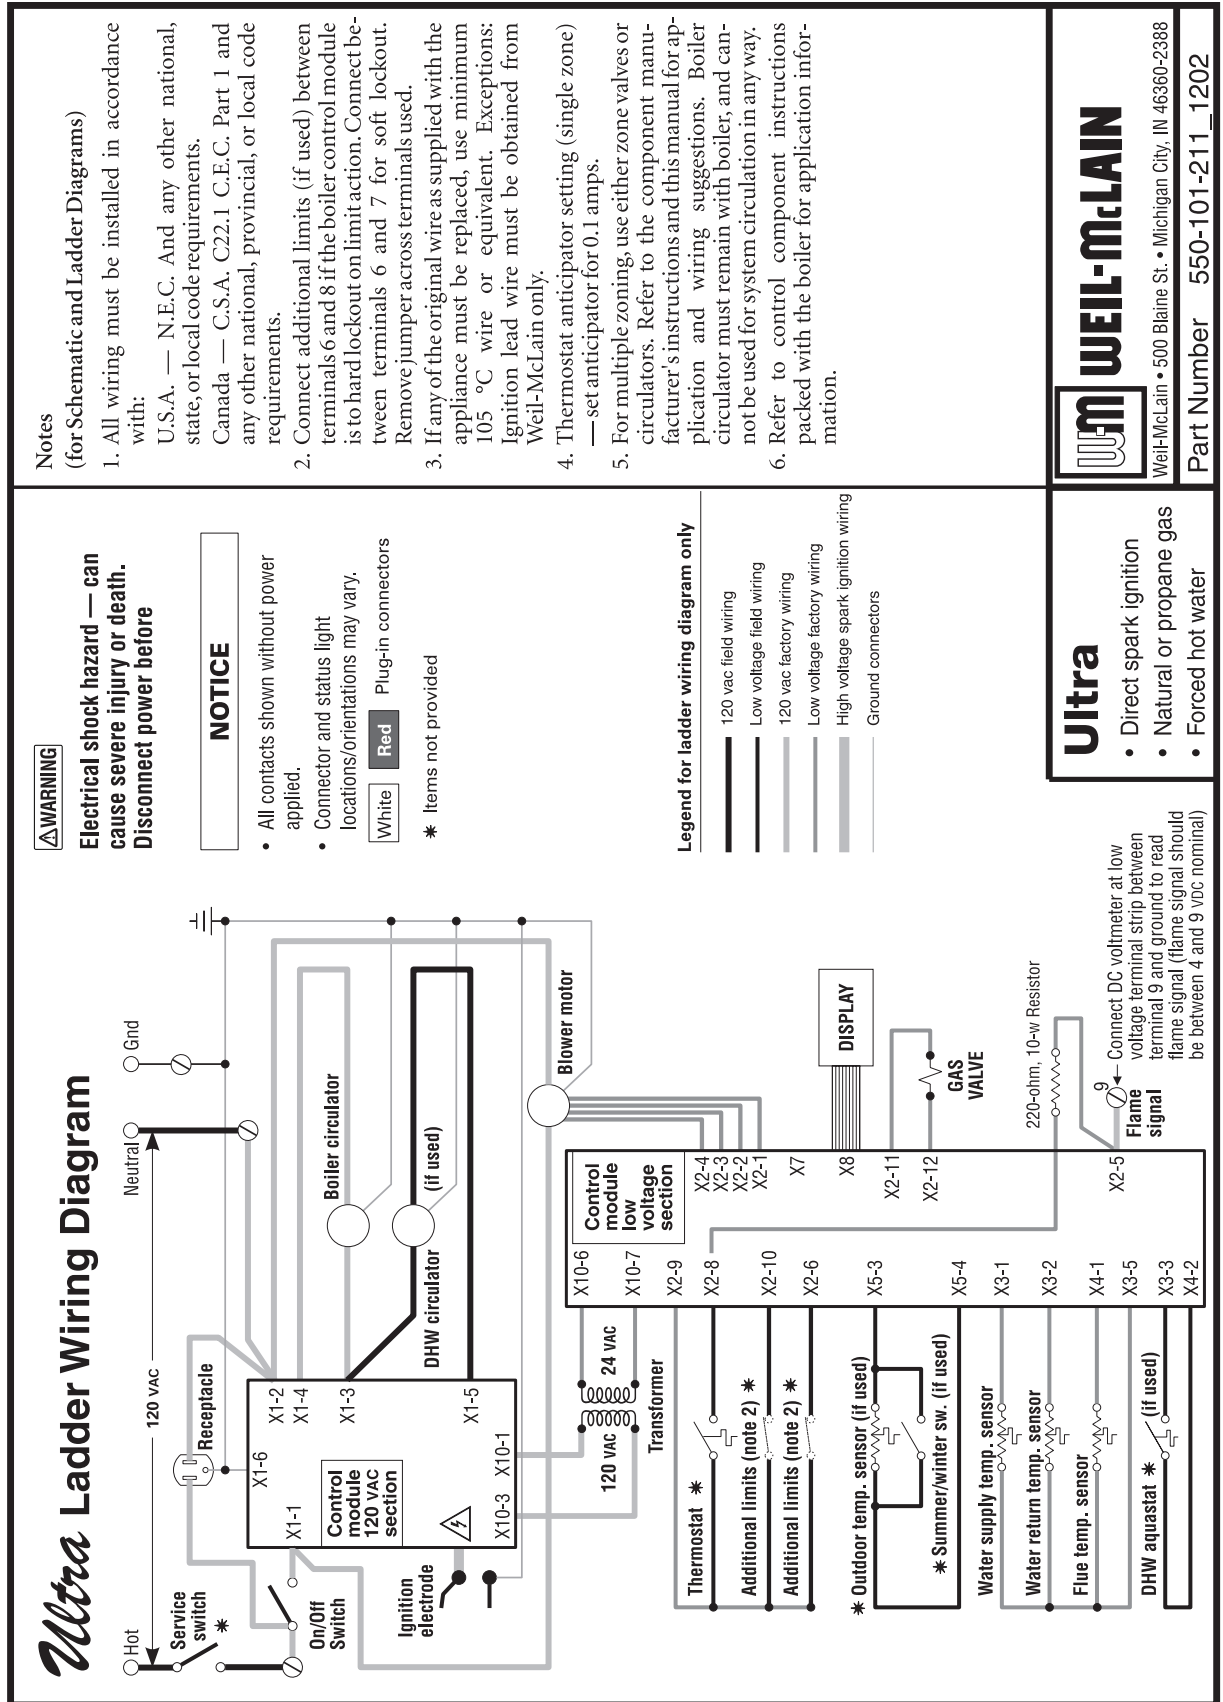 Ultra Ladder Wiring Diagram
Hot
120 VAC
Neutral
Gnd
Service
switch
✱
Receptacle
On/Off
Switch
X1-6
X1-1
X1-2
X1-4
X1-3
X1-5
Control
module
120 VAC
section
X10-3
X10-1
Boiler circulator
DHW circulator
(if used)
Ignition
electrode
Blower motor
120 VAC
24 VAC
Transformer
X10-6
X10-7
X2-9
X2-8
X2-10
X2-6
X5-3
X5-4
X3-1
X3-2
X4-1
X3-5
X3-3
X4-2
Control
module
low
voltage
section
X2-4
X2-3
X2-2
X2-1
X7
X8
X2-11
X2-12
X2-5
DISPLAY
GAS
VALVE
220-ohm, 10-w Resistor
9
Flame
signal
Connect DC voltmeter at low
voltage terminal strip between
terminal 9 and ground to read
flame signal (flame signal should
be between 4 and 9 VDC nominal)
Thermostat ✱
Additional limits (note 2) ✱
Additional limits (note 2) ✱
✱ Outdoor temp. sensor (if used)
✱ Summer/winter sw. (if used)
Water supply temp. sensor
Water return temp. sensor
Flue temp. sensor
DHW aquastat ✱ (if used)
⚠WARNING
Electrical shock hazard — can
cause severe injury or death.
Disconnect power before
NOTICE
• All contacts shown without power
applied.
• Connector and status light
locations/orientations may vary.
White Red Plug-in connectors
✱ Items not provided
Legend for ladder wiring diagram only
120 vac field wiring
Low voltage field wiring
120 vac factory wiring
Low voltage factory wiring
High voltage spark ignition wiring
Ground connectors
Notes
(for Schematic and Ladder Diagrams)
1. All wiring must be installed in accordance
with:
U.S.A. — N.E.C. And any other national,
state, or local code requirements.
Canada — C.S.A. C22.1 C.E.C. Part 1 and
any other national, provincial, or local code
requirements.
2. Connect additional limits (if used) between
terminals 6 and 8 if the boiler control module
is to hard lockout on limit action. Connect be-
tween terminals 6 and 7 for soft lockout.
Remove jumper across terminals used.
3. If any of the original wire as supplied with the
appliance must be replaced, use minimum
105 °C wire or equivalent. Exceptions:
Ignition lead wire must be obtained from
Weil-McLain only.
4. Thermostat anticipator setting (single zone)
— set anticipator for 0.1 amps.
5. For multiple zoning, use either zone valves or
circulators. Refer to the component manu-
facturer's instructions and this manual for ap-
plication and wiring suggestions. Boiler
circulator must remain with boiler, and can-
not be used for system circulation in any way.
6. Refer to control component instructions
packed with the boiler for application infor-
mation.
Ultra
• Direct spark ignition
• Natural or propane gas
• Forced hot water
W-M WEIL-McLAIN
Weil-McLain • 500 Blaine St. • Michigan City, IN 46360-2388
Part Number 550-101-211_1202